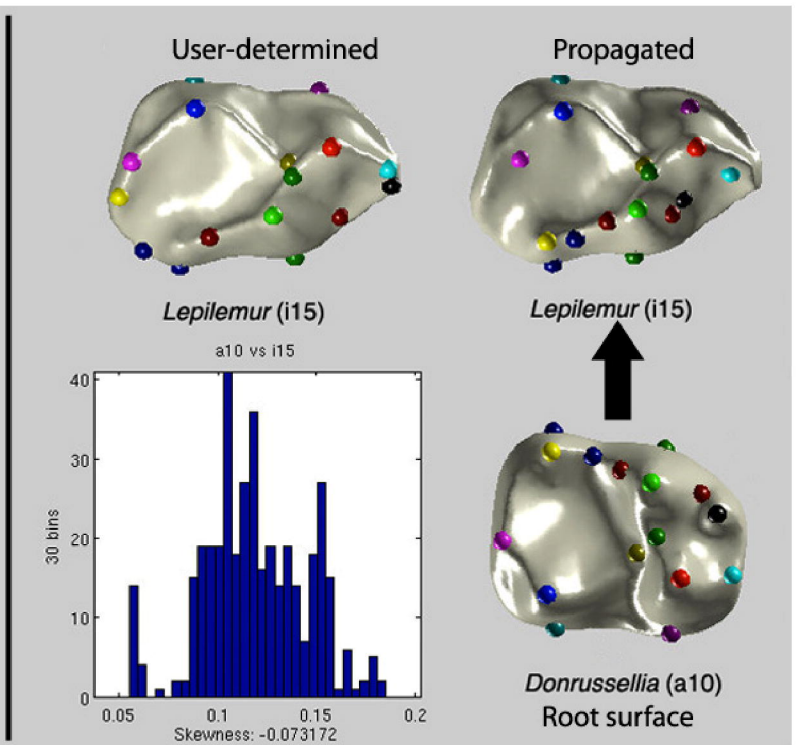 User-determined
Propagated
Lepilemur (i15)
Lepilemur (i15)
a10 vs i15
40
30
20
10
0
30 bins
0.05 0.1 0.15 0.2
Skewness: -0.073172
Donrussellia (a10)
Root surface